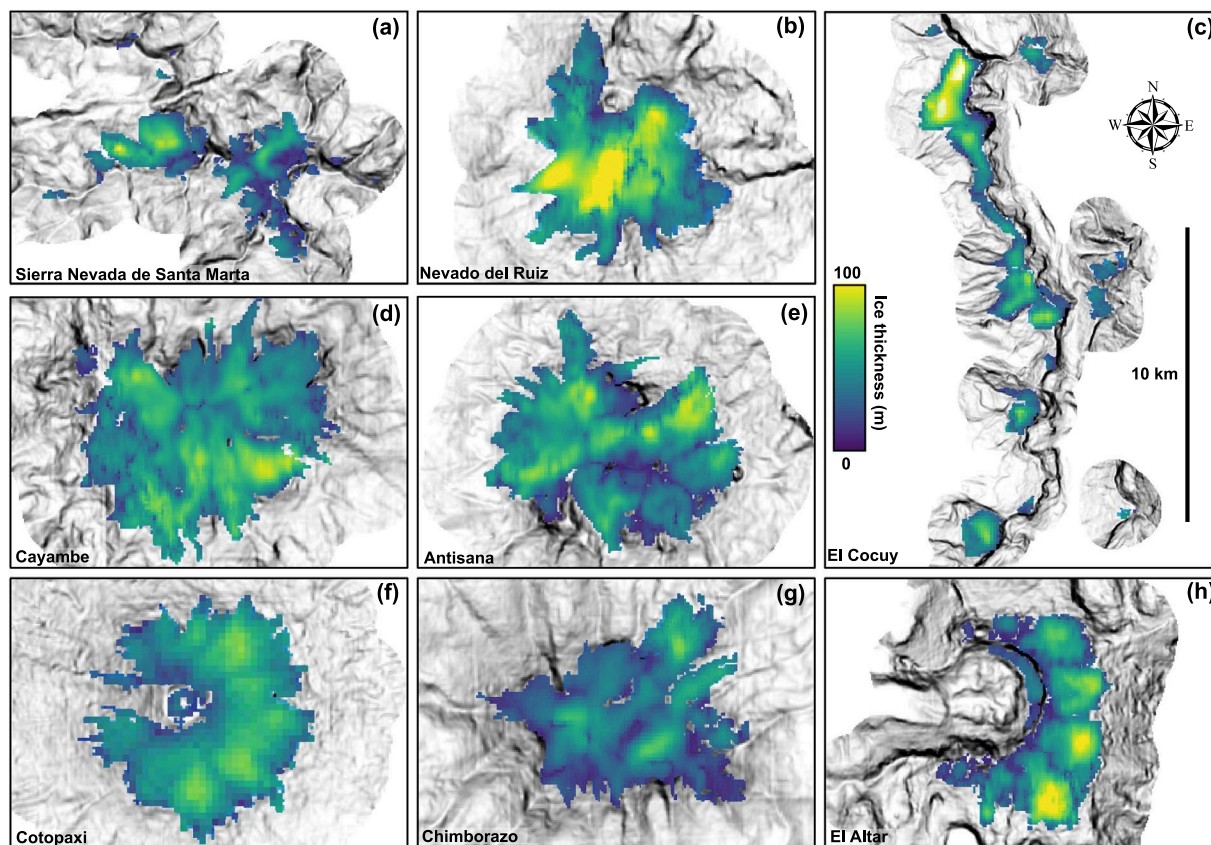 (a)
Sierra Nevada de Santa Marta
(b)
Nevado del Ruiz
(c)
N
W E
S
100
Ice thickness (m)
0
10 km
El Cocuy
(d)
Cayambe
(e)
Antisana
(f)
Cotopaxi
(g)
Chimborazo
(h)
El Altar